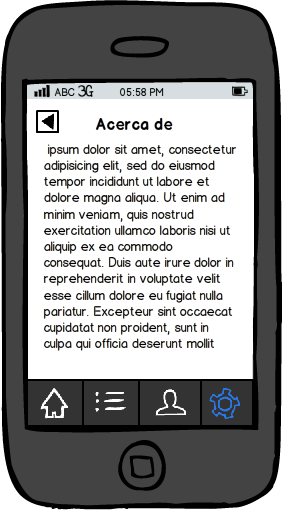 ABC 3G 05:58 PM
Acerca de
ipsum dolor sit amet, consectetur
adipisicing elit, sed do eiusmod
tempor incididunt ut labore et
dolore magna aliqua. Ut enim ad
minim veniam, quis nostrud
exercitation ullamco laboris nisi ut
aliquip ex ea commodo
consequat. Duis aute irure dolor in
reprehenderit in voluptate velit
esse cillum dolore eu fugiat nulla
pariatur. Excepteur sint occaecat
cupidatat non proident, sunt in
culpa qui officia deserunt mollit